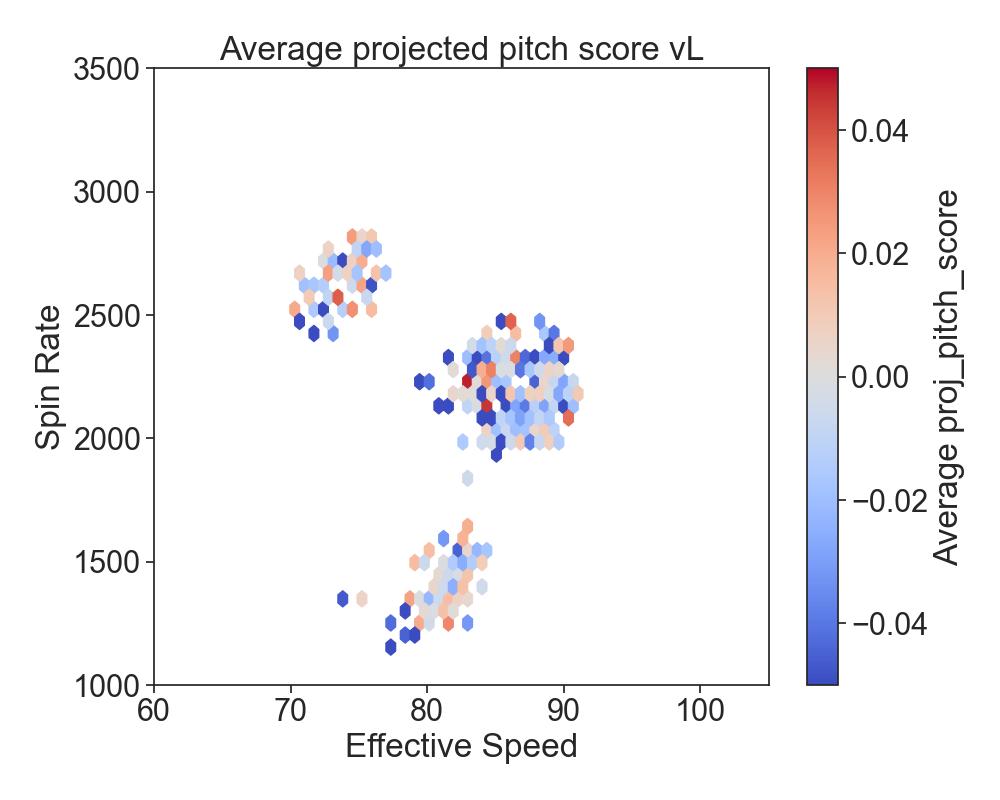 Average projected pitch score vL
3500
3000
2500
2000
1500
1000
Spin Rate
60 70 80 90 100
Effective Speed
0.04
0.02
0.00
−0.02
−0.04
Average proj_pitch_score